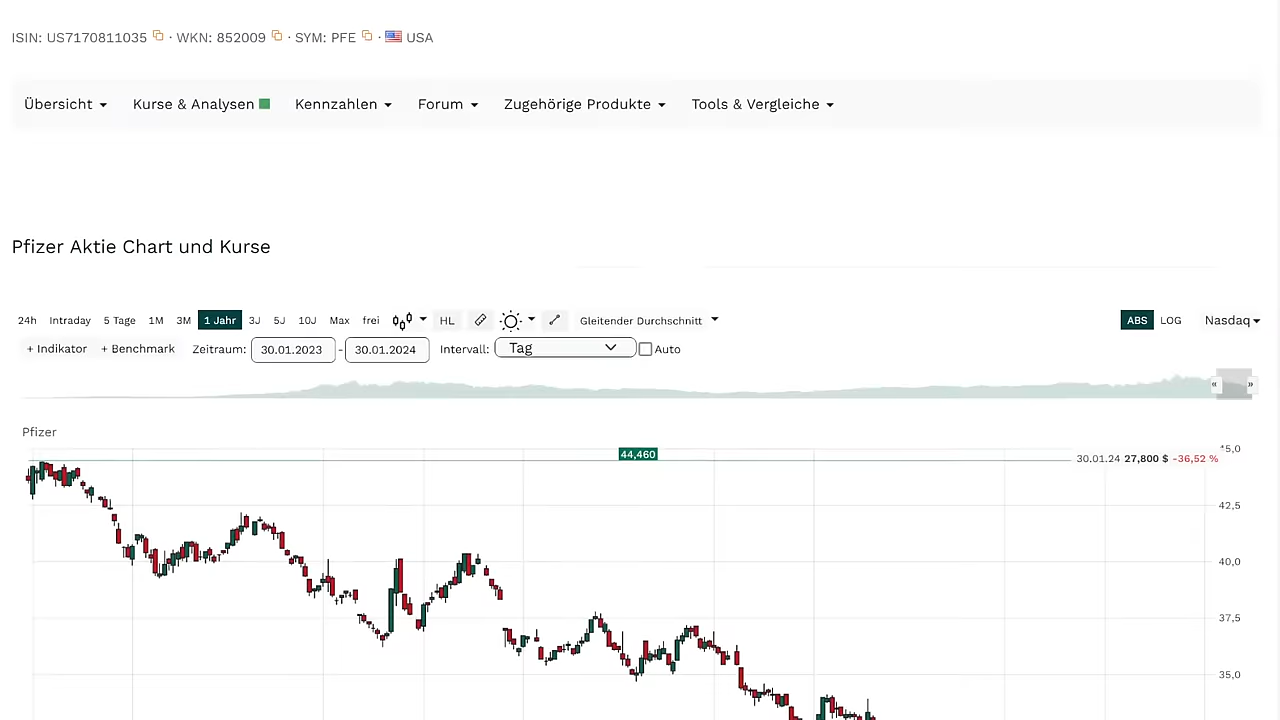 ISIN: US7170811035 · WKN: 852009 · SYM: PFE · USA
Übersicht Kurse & Analysen Kennzahlen Forum Zugehörige Produkte Tools & Vergleiche
Pfizer Aktie Chart und Kurse
24h Intraday 5 Tage 1M 3M 1 Jahr 3J 5J 10J Max frei HL Gleitender Durchschnitt ABS LOG Nasdaq
+ Indikator + Benchmark Zeitraum: 30.01.2023 - 30.01.2024 Intervall: Tag Auto
« »
Pfizer
44,460
30.01.24 27,800 $ -36,52 %
45,0
42,5
40,0
37,5
35,0